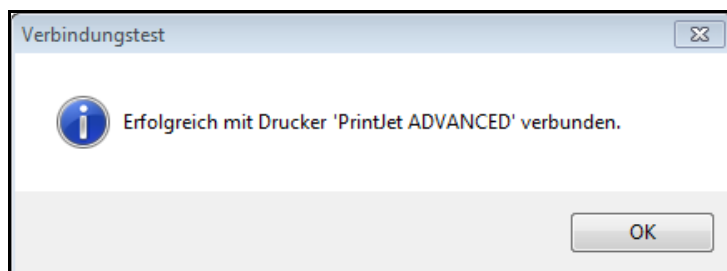 Verbindungstest
Erfolgreich mit Drucker 'PrintJet ADVANCED' verbunden.
OK